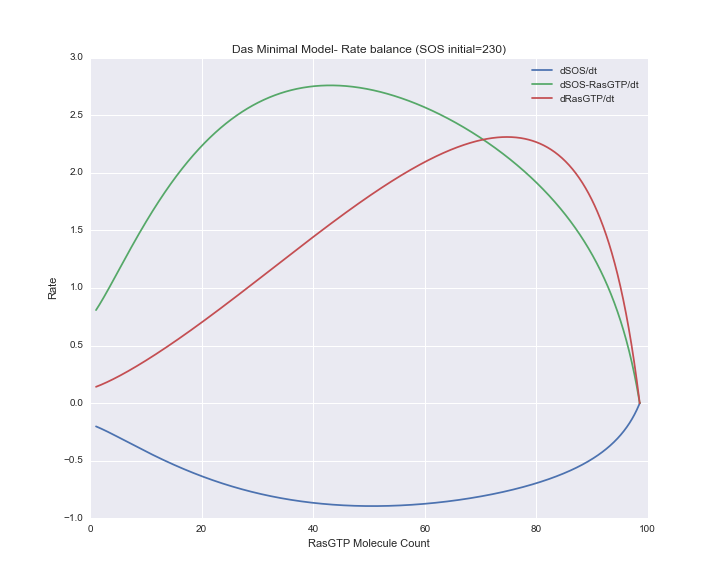 Das Minimal Model- Rate balance (SOS initial=230)
3.0
2.5
2.0
1.5
1.0
0.5
0.0
−0.5
−1.0
Rate
dSOS/dt
dSOS-RasGTP/dt
dRasGTP/dt
0 20 40 60 80 100
RasGTP Molecule Count